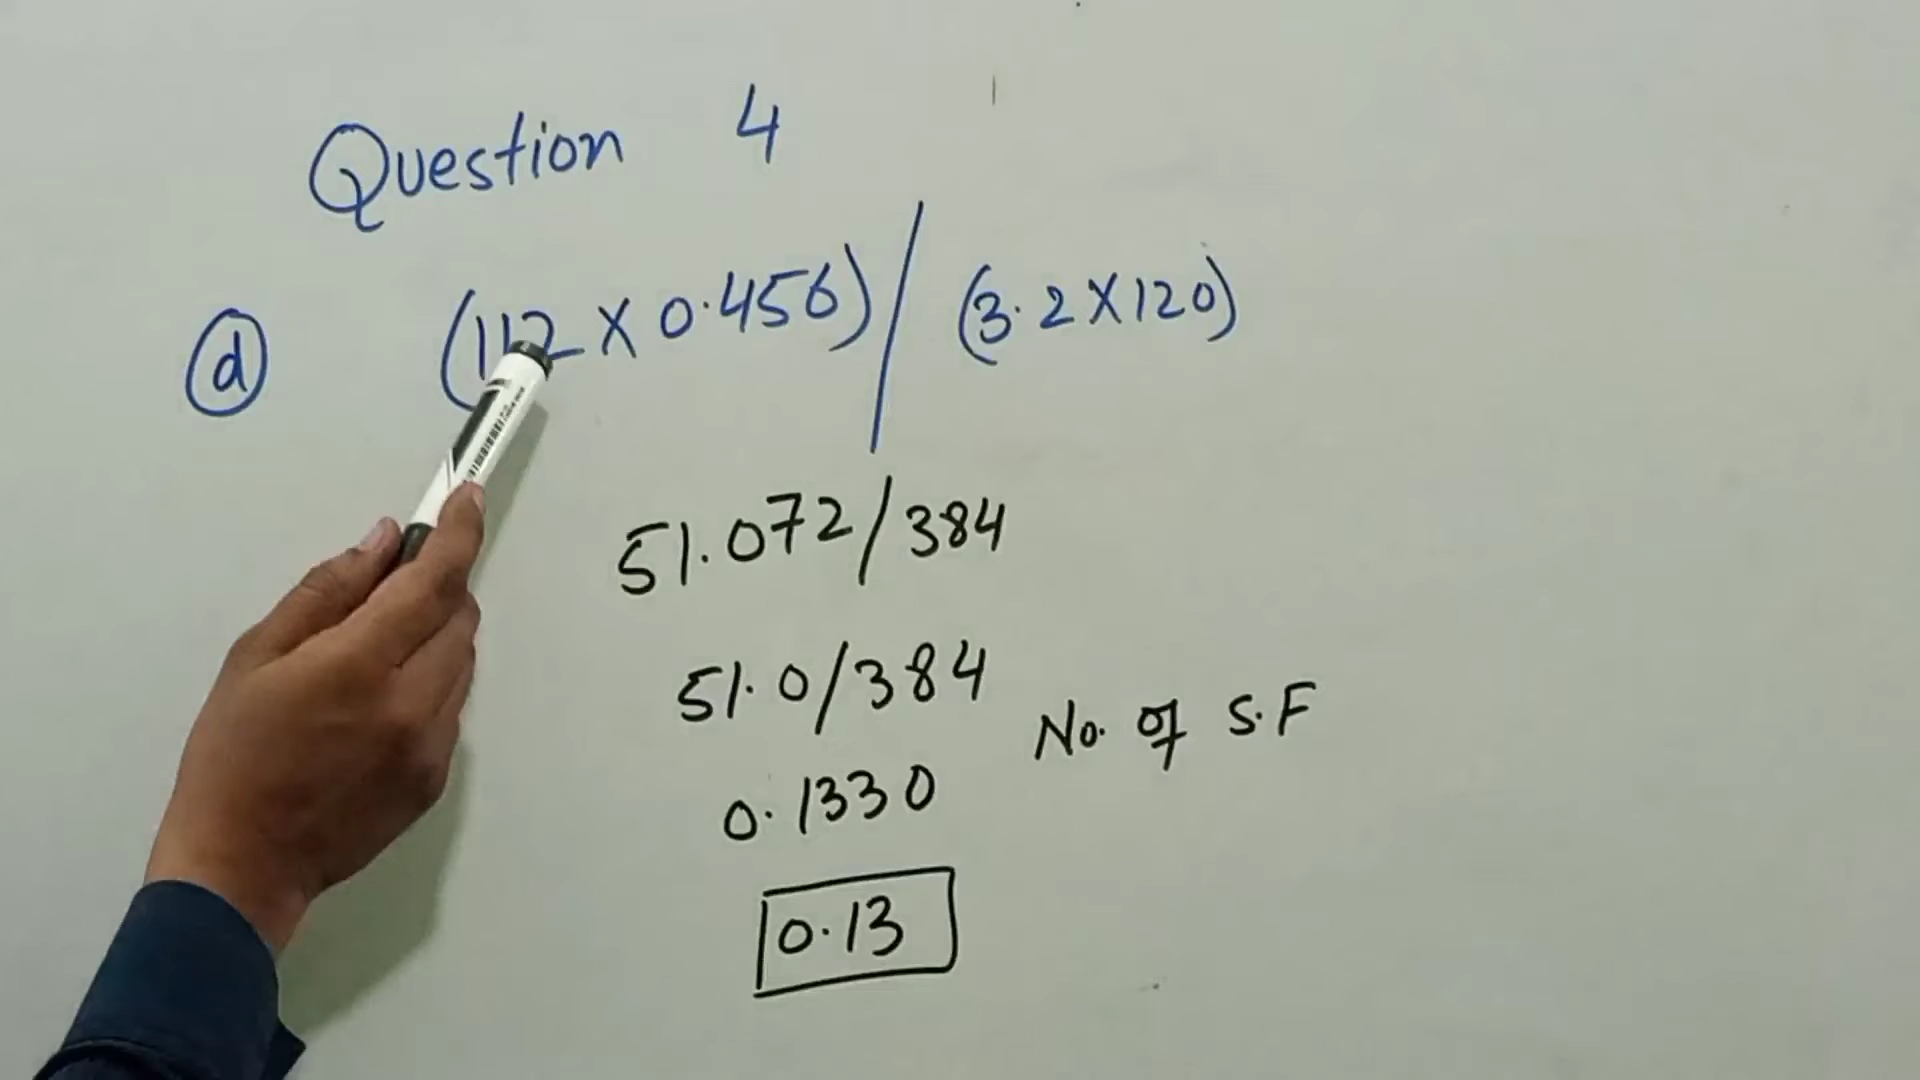 Question 4
d (112 X 0.456) / (3.2 X 120)
51.072/384
51.0/384
No. of S.F
0.1330
0.13